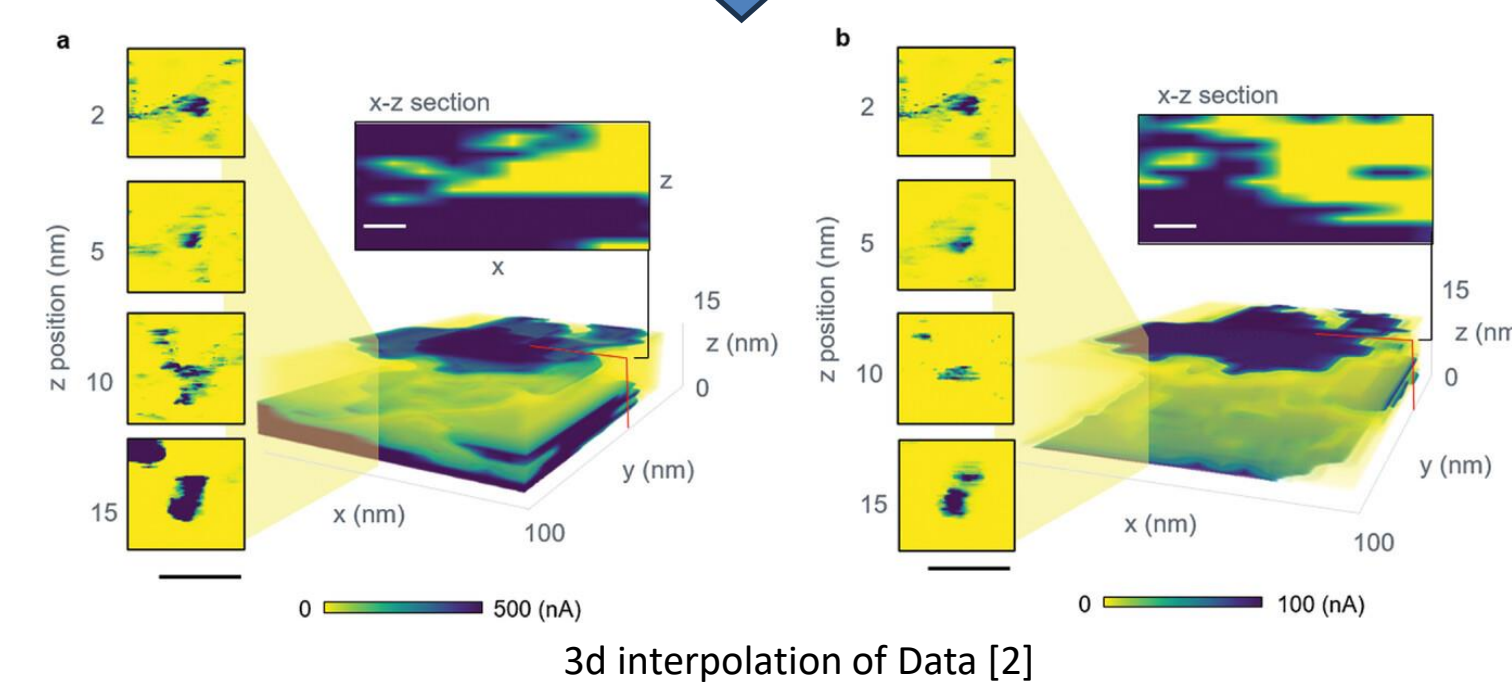 a
z position (nm)
2
5
10
15
x-z section
z
x
15
z (nm)
0
y (nm)
x (nm)
100
0
500 (nA)
b
z position (nm)
2
5
10
15
x-z section
15
z (nm
0
y (nm)
x (nm)
100
0
100 (nA)
3d interpolation of Data [2]